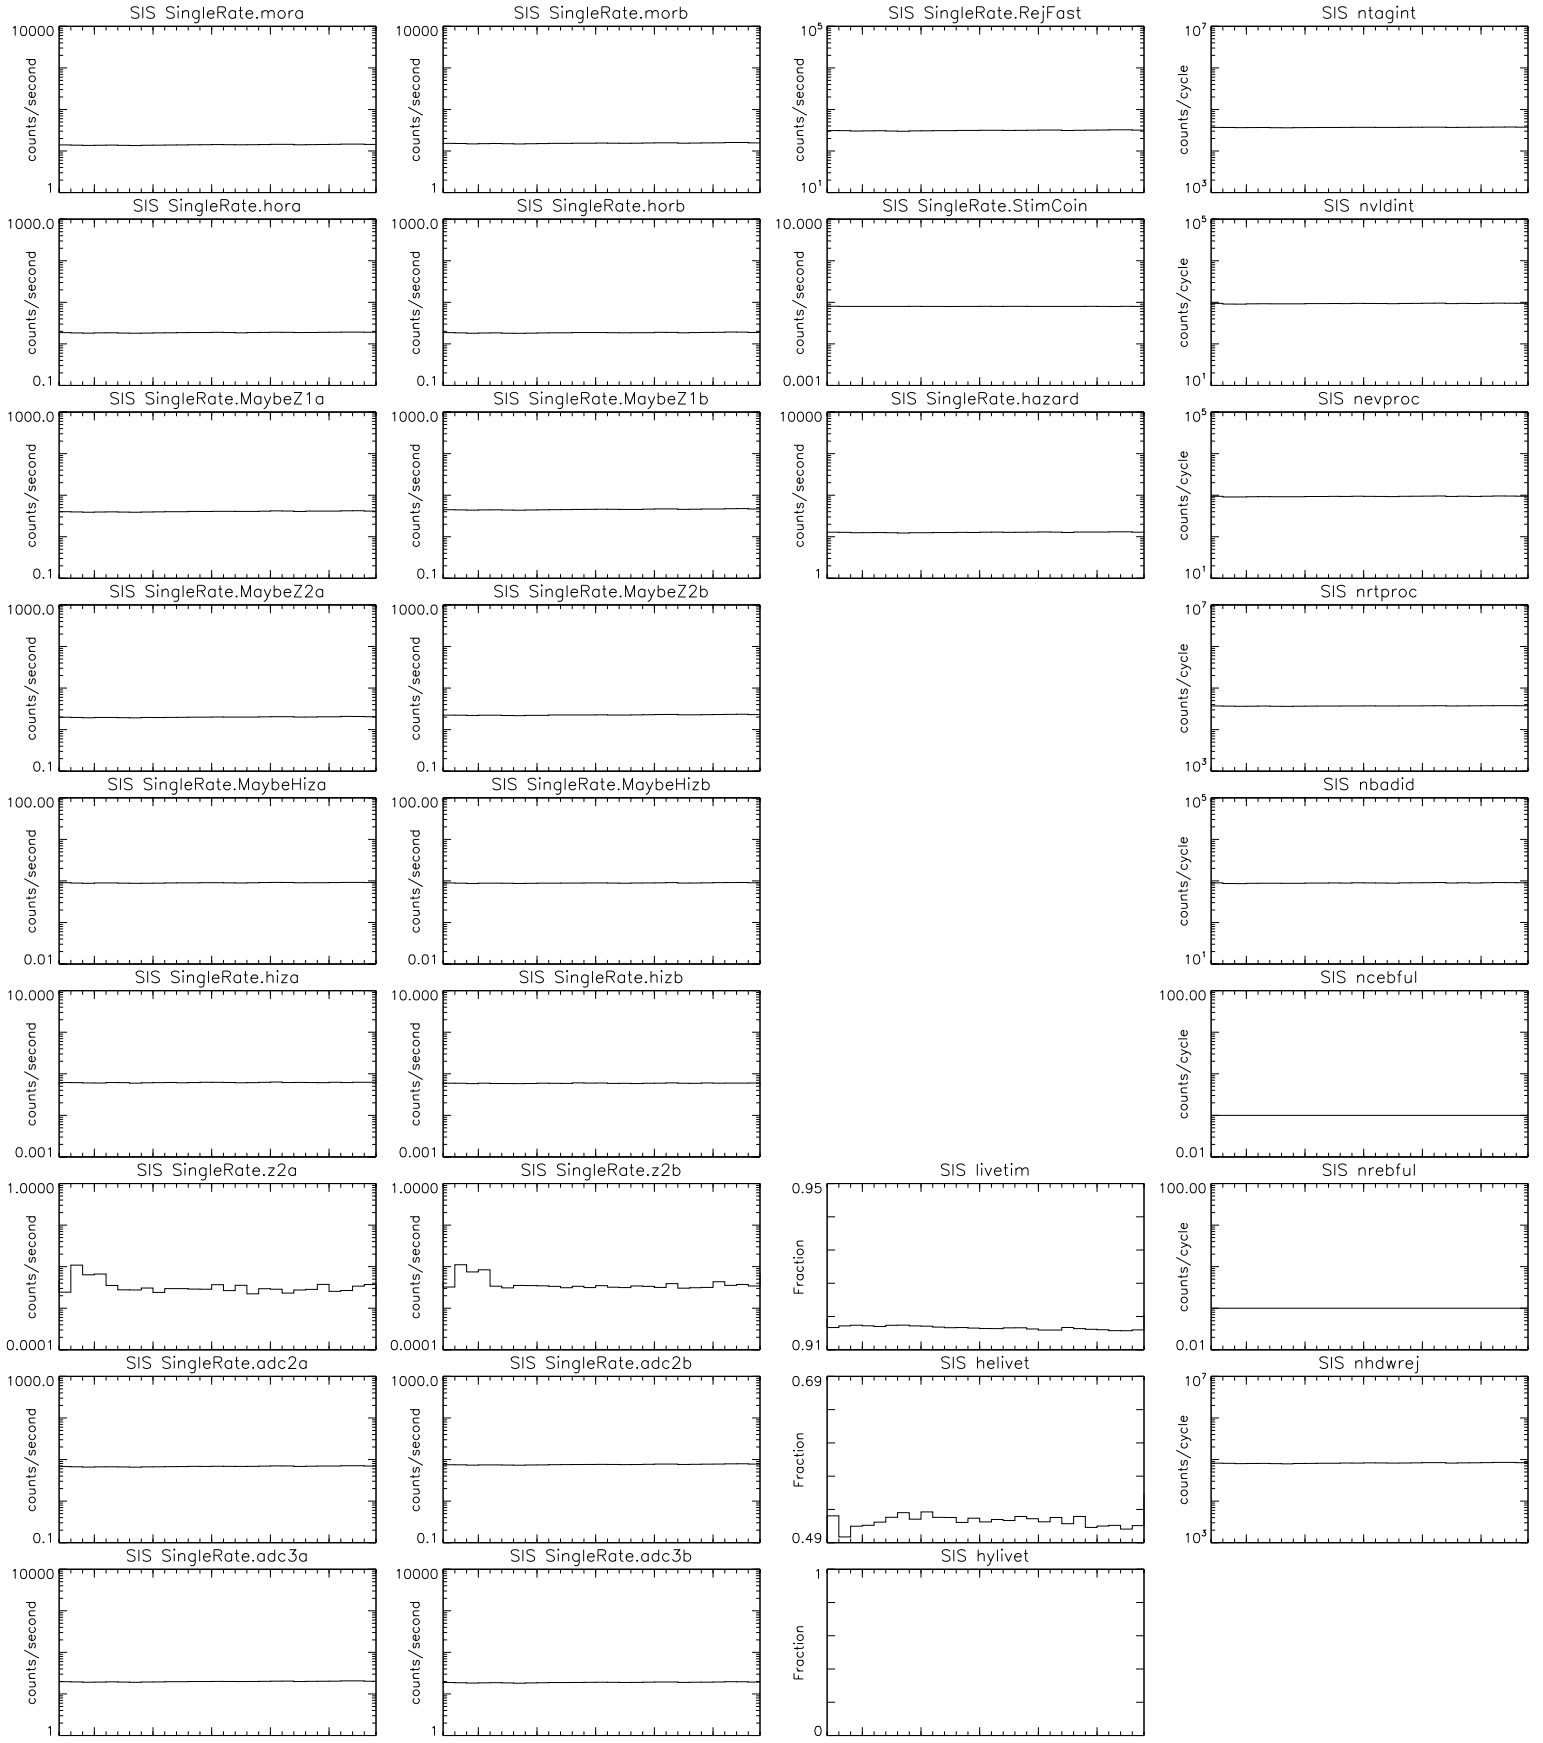 SIS SingleRate.mora
10000
counts/second
1
SIS SingleRate.morb
10000
counts/second
1
SIS SingleRate.RejFast
10^5
counts/second
10^1
SIS ntagint
10^7
counts/cycle
10^3
SIS SingleRate.hora
1000.0
counts/second
0.1
SIS SingleRate.horb
1000.0
counts/second
0.1
SIS SingleRate.StimCoin
10.000
counts/second
0.001
SIS nvldint
10^5
counts/cycle
10^1
SIS SingleRate.MaybeZ1a
1000.0
counts/second
0.1
SIS SingleRate.MaybeZ1b
1000.0
counts/second
0.1
SIS SingleRate.hazard
10000
counts/second
1
SIS nevproc
10^5
counts/cycle
10^1
SIS SingleRate.MaybeZ2a
1000.0
counts/second
0.1
SIS SingleRate.MaybeZ2b
1000.0
counts/second
0.1
SIS nrtproc
10^7
counts/cycle
10^3
SIS SingleRate.MaybeHiza
100.00
counts/second
0.01
SIS SingleRate.MaybeHizb
100.00
counts/second
0.01
SIS nbadid
10^5
counts/cycle
10^1
SIS SingleRate.hiza
10.000
counts/second
0.001
SIS SingleRate.hizb
10.000
counts/second
0.001
SIS ncebful
100.00
counts/cycle
0.01
SIS SingleRate.z2a
1.0000
counts/second
0.0001
SIS SingleRate.z2b
1.0000
counts/second
0.0001
SIS livetim
0.95
Fraction
0.91
SIS nrebful
100.00
counts/cycle
0.01
SIS SingleRate.adc2a
1000.0
counts/second
0.1
SIS SingleRate.adc2b
1000.0
counts/second
0.1
SIS helivet
0.69
Fraction
0.49
SIS nhdwrej
10^7
counts/cycle
10^3
SIS SingleRate.adc3a
10000
counts/second
1
SIS SingleRate.adc3b
10000
counts/second
1
SIS hylivet
1
Fraction
0